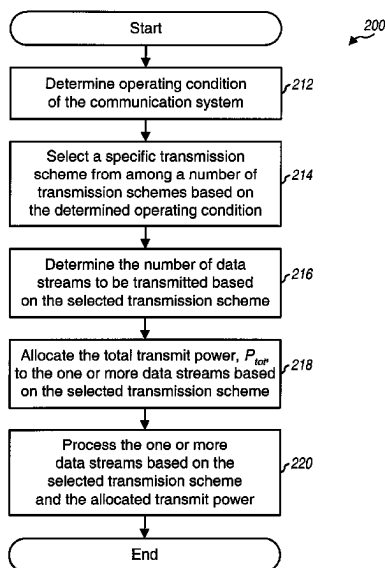 Start
200
Determine operating condition
of the communication system
212
Select a specific transmission
scheme from among a number of
transmission schemes based on
the determined operating condition
214
Determine the number of data
streams to be transmitted based
on the selected transmission scheme
216
Allocate the total transmit power, Ptot,
to the one or more data streams based
on the selected transmission scheme
218
Process the one or more
data streams based on the
selected transmision scheme
and the allocated transmit power
220
End